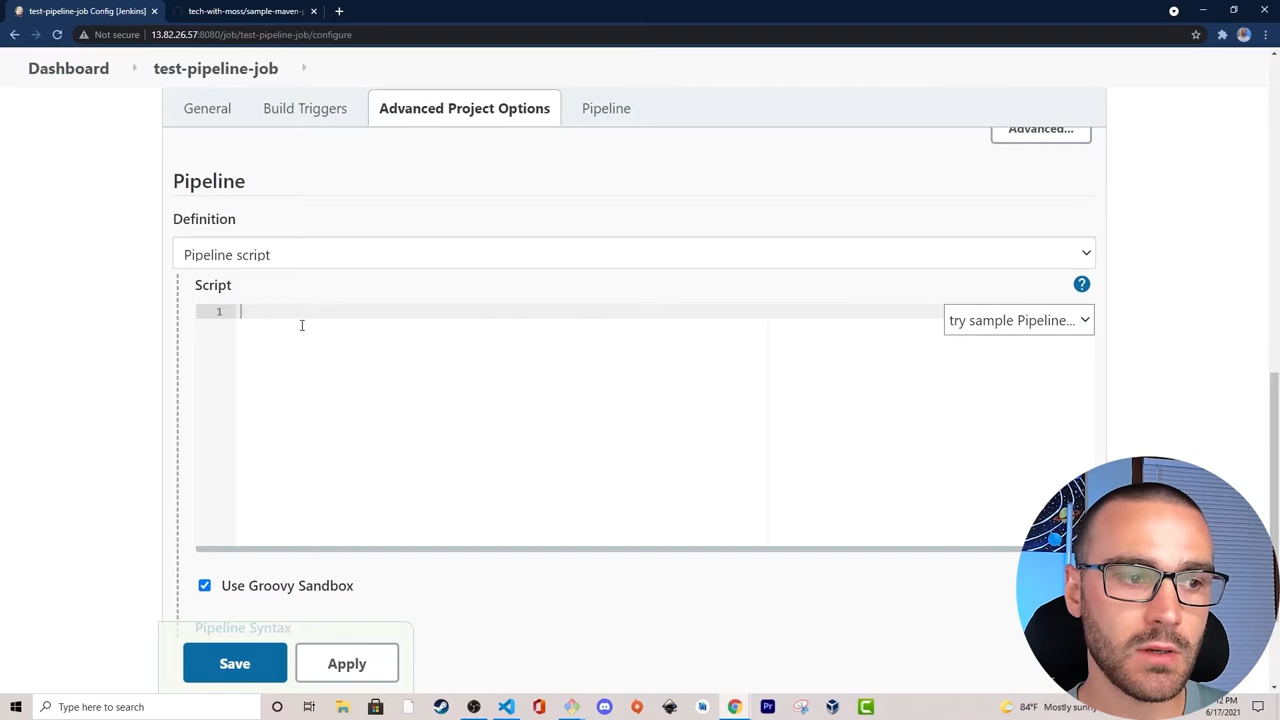 test-pipeline-job Config [Jenkins]
tech-with-moss/sample-maven-
Not secure
13.82.26.57:8080/job/test-pipeline-job/configure
Dashboard
test-pipeline-job
General
Build Triggers
Advanced Project Options
Pipeline
Advanced...
Pipeline
Definition
Pipeline script
Script
?
1
try sample Pipeline...
Use Groovy Sandbox
Pipeline Syntax
Save
Apply
Type here to search
84°F Mostly sunny
6/17/2021